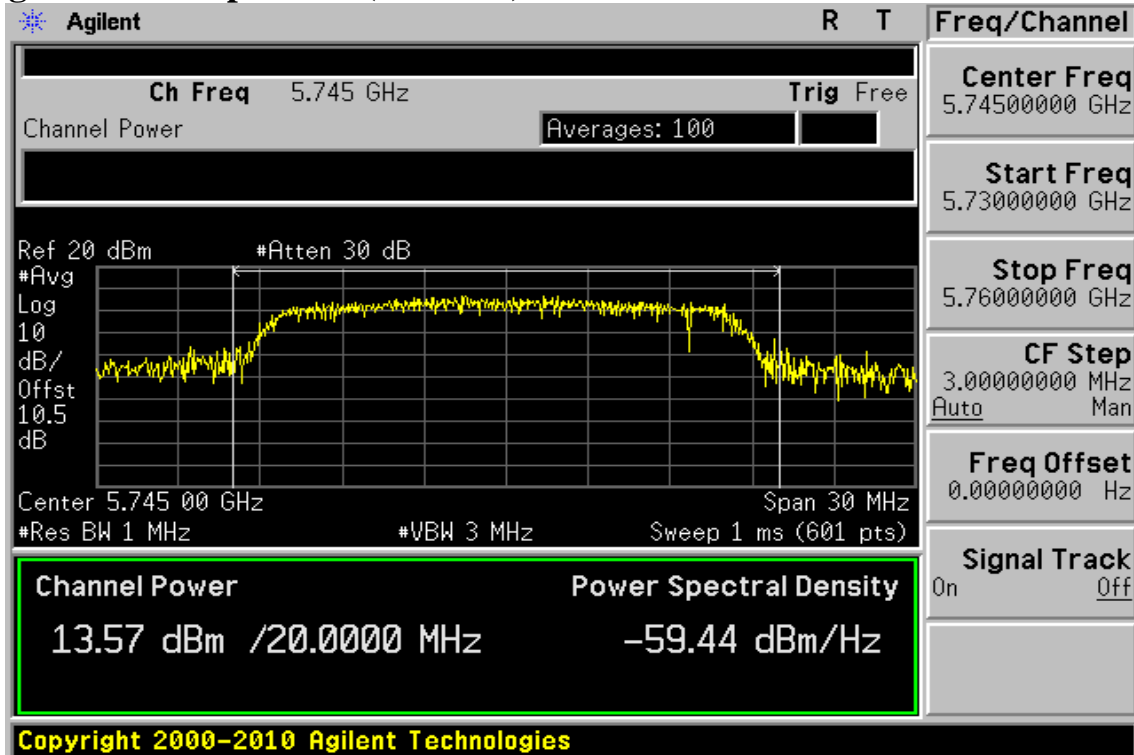 Agilent R T
Freq/Channel
Ch Freq 5.745 GHz Trig Free
Channel Power Averages: 100
Center Freq
5.74500000 GHz
Start Freq
5.73000000 GHz
Stop Freq
5.76000000 GHz
CF Step
3.00000000 MHz
Auto Man
Freq Offset
0.00000000 Hz
Signal Track
On Off
Ref 20 dBm #Atten 30 dB
#Avg
Log
10
dB/
Offst
10.5
dB
Center 5.745 00 GHz Span 30 MHz
#Res BW 1 MHz #VBW 3 MHz Sweep 1 ms (601 pts)
Channel Power Power Spectral Density
13.57 dBm /20.0000 MHz -59.44 dBm/Hz
Copyright 2000-2010 Agilent Technologies